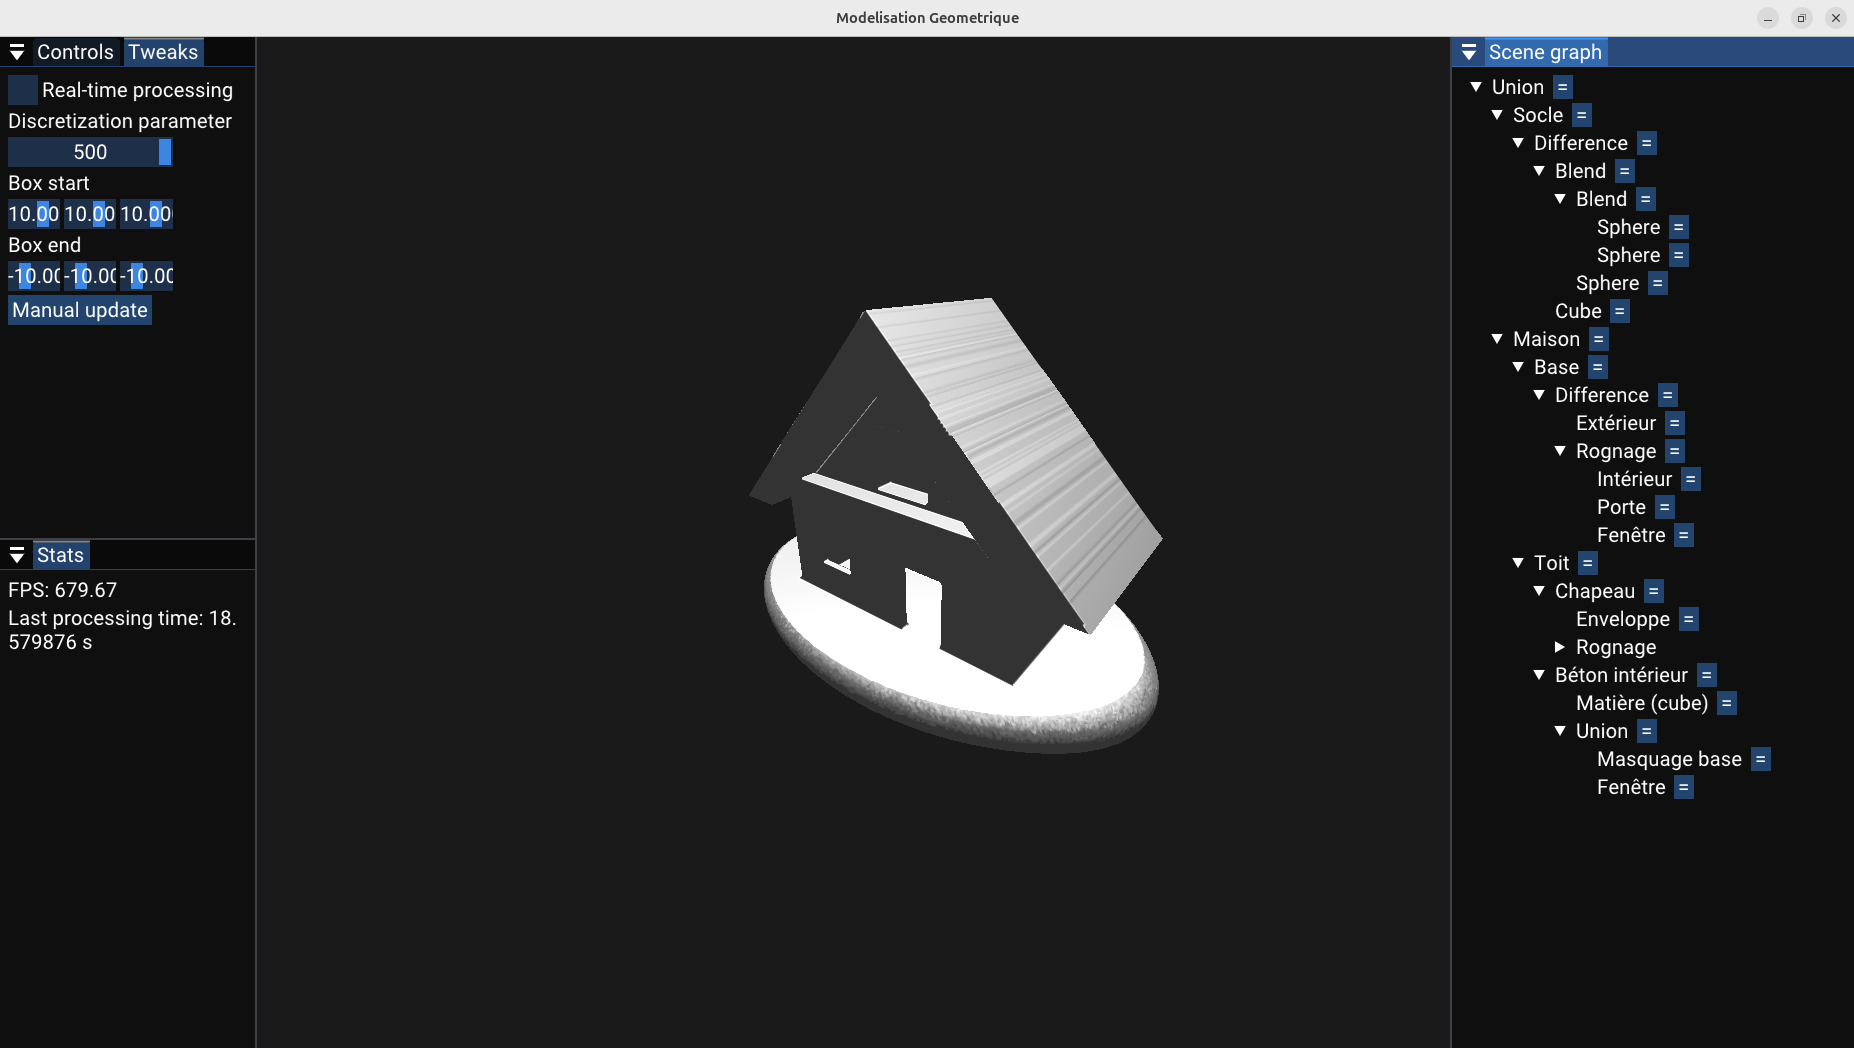 Modelisation Geometrique
Controls Tweaks
Real-time processing
Discretization parameter
500
Box start
10.00 10.00 10.00
Box end
-10.00 -10.00 -10.00
Manual update
Stats
FPS: 679.67
Last processing time: 18.
579876 s
Scene graph
Union =
Socle =
Difference =
Blend =
Blend =
Sphere =
Sphere =
Sphere =
Cube =
Maison =
Base =
Difference =
Extérieur =
Rognage =
Intérieur =
Porte =
Fenêtre =
Toit =
Chapeau =
Enveloppe =
Rognage
Béton intérieur =
Matière (cube) =
Union =
Masquage base =
Fenêtre =